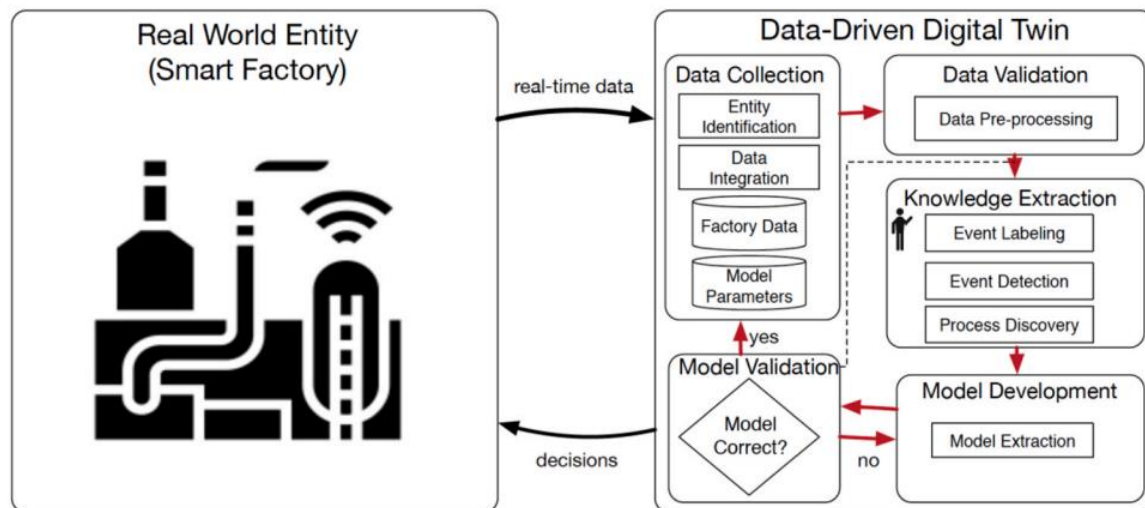 Real World Entity
(Smart Factory)
real-time data
decisions
Data-Driven Digital Twin
Data Collection
Entity
Identification
Data
Integration
Factory Data
Model
Parameters
Data Validation
Data Pre-processing
Knowledge Extraction
Event Labeling
Event Detection
Process Discovery
yes
Model Validation
Model
Correct?
no
Model Development
Model Extraction